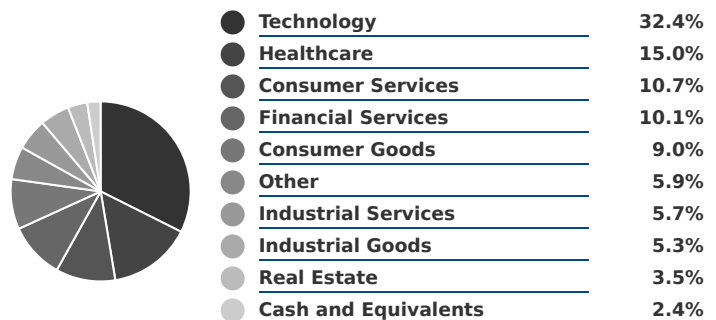 Technology 32.4%
Healthcare 15.0%
Consumer Services 10.7%
Financial Services 10.1%
Consumer Goods 9.0%
Other 5.9%
Industrial Services 5.7%
Industrial Goods 5.3%
Real Estate 3.5%
Cash and Equivalents 2.4%